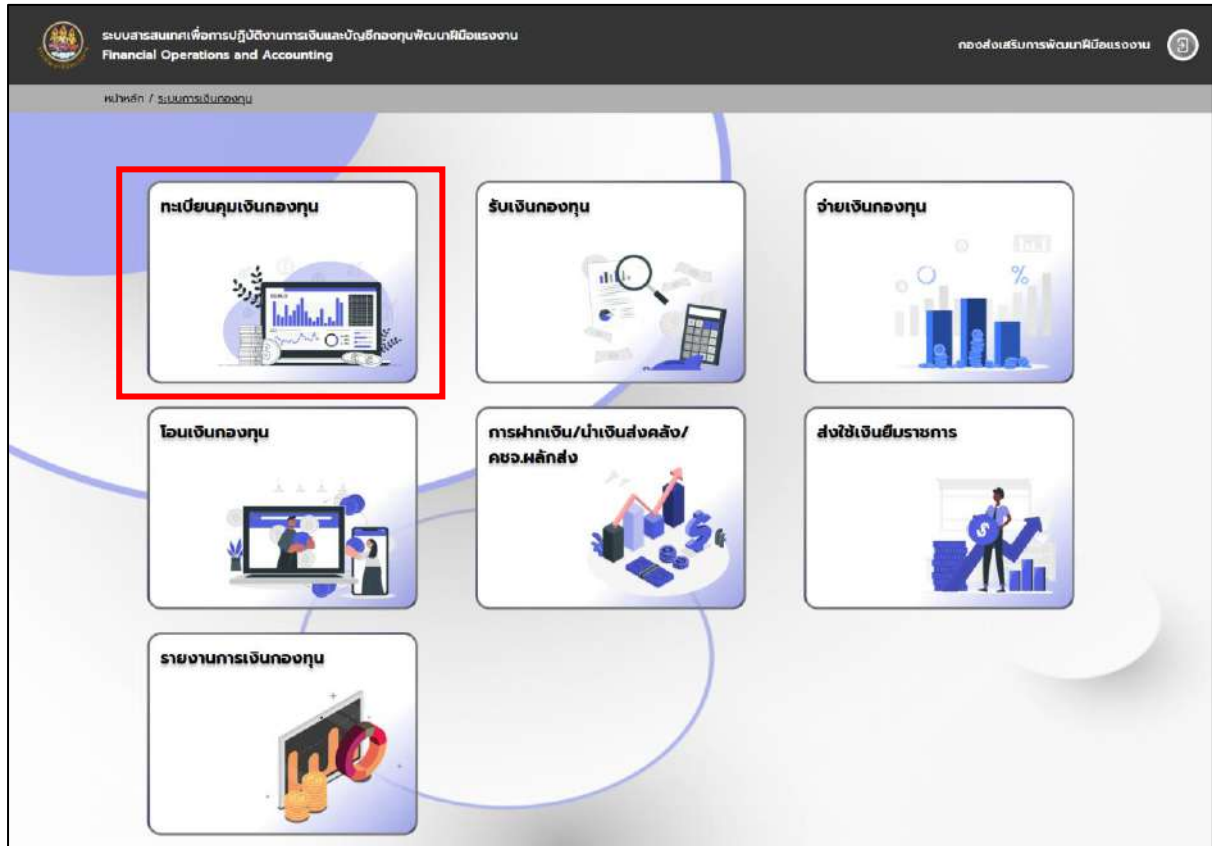 ระบบสารสนเทศเพื่อการปฏิบัติงานการเงินและบัญชีกองทุนพัฒนาฝีมือแรงงาน
Financial Operations and Accounting
กองส่งเสริมการพัฒนาฝีมือแรงงาน
หน้าหลัก / ระบบการเงินกองทุน
ทะเบียนคุมเงินกองทุน
รับเงินกองทุน
จ่ายเงินกองทุน
%
โอนเงินกองทุน
การฝากเงิน/นำเงินส่งคลัง/
คชจ.ผลักส่ง
ส่งใช้เงินยืมราชการ
รายงานการเงินกองทุน